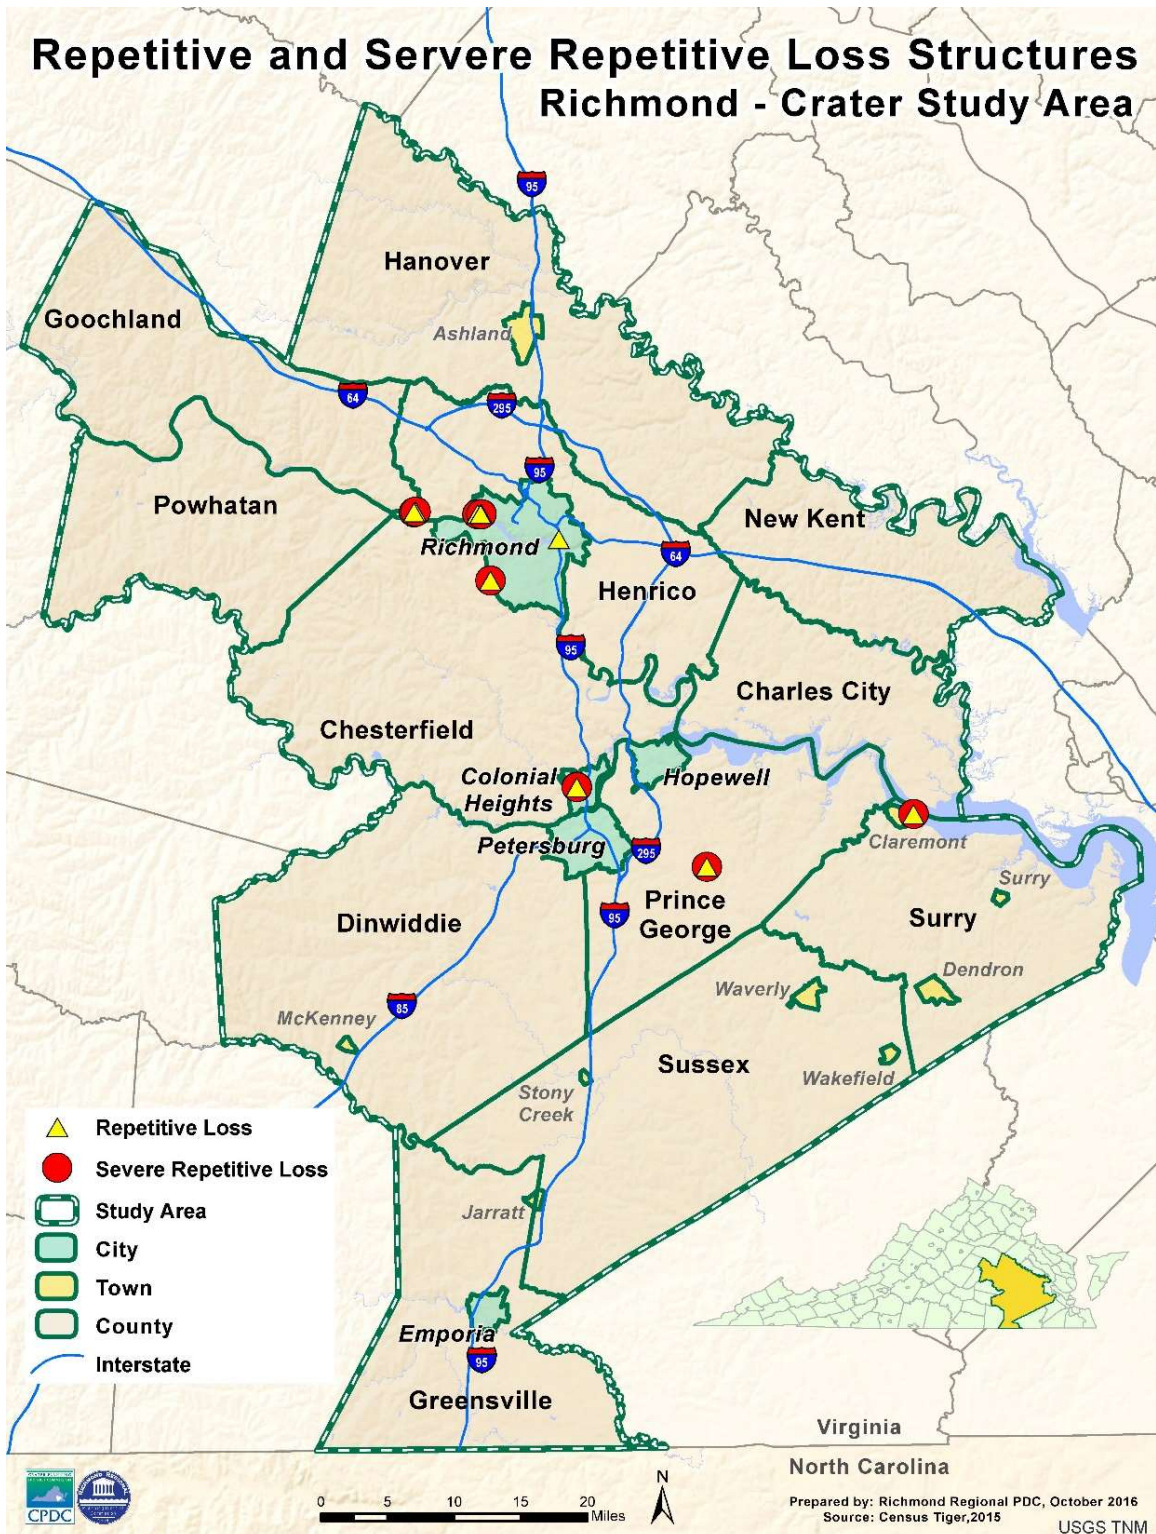 Repetitive and Servere Repetitive Loss Structures
Richmond - Crater Study Area
95
Hanover
Goochland
Ashland
64
295
95
Powhatan
New Kent
Richmond
64
Henrico
95
Charles City
Chesterfield
Colonial
Heights
Hopewell
Claremont
Petersburg
295
Surry
Prince
George
95
Dinwiddie
Surry
Dendron
Waverly
85
McKenney
Sussex
Wakefield
Stony
Creek
Repetitive Loss
Severe Repetitive Loss
Study Area
City
Town
County
Interstate
Jarratt
Emporia
95
Greensville
Virginia
North Carolina
CPDC
RICHMOND REGIONAL
0 5 10 20
Miles
N
Prepared by: Richmond Regional PDC, October 2016
Source: Census Tiger,2015
USGS TNM